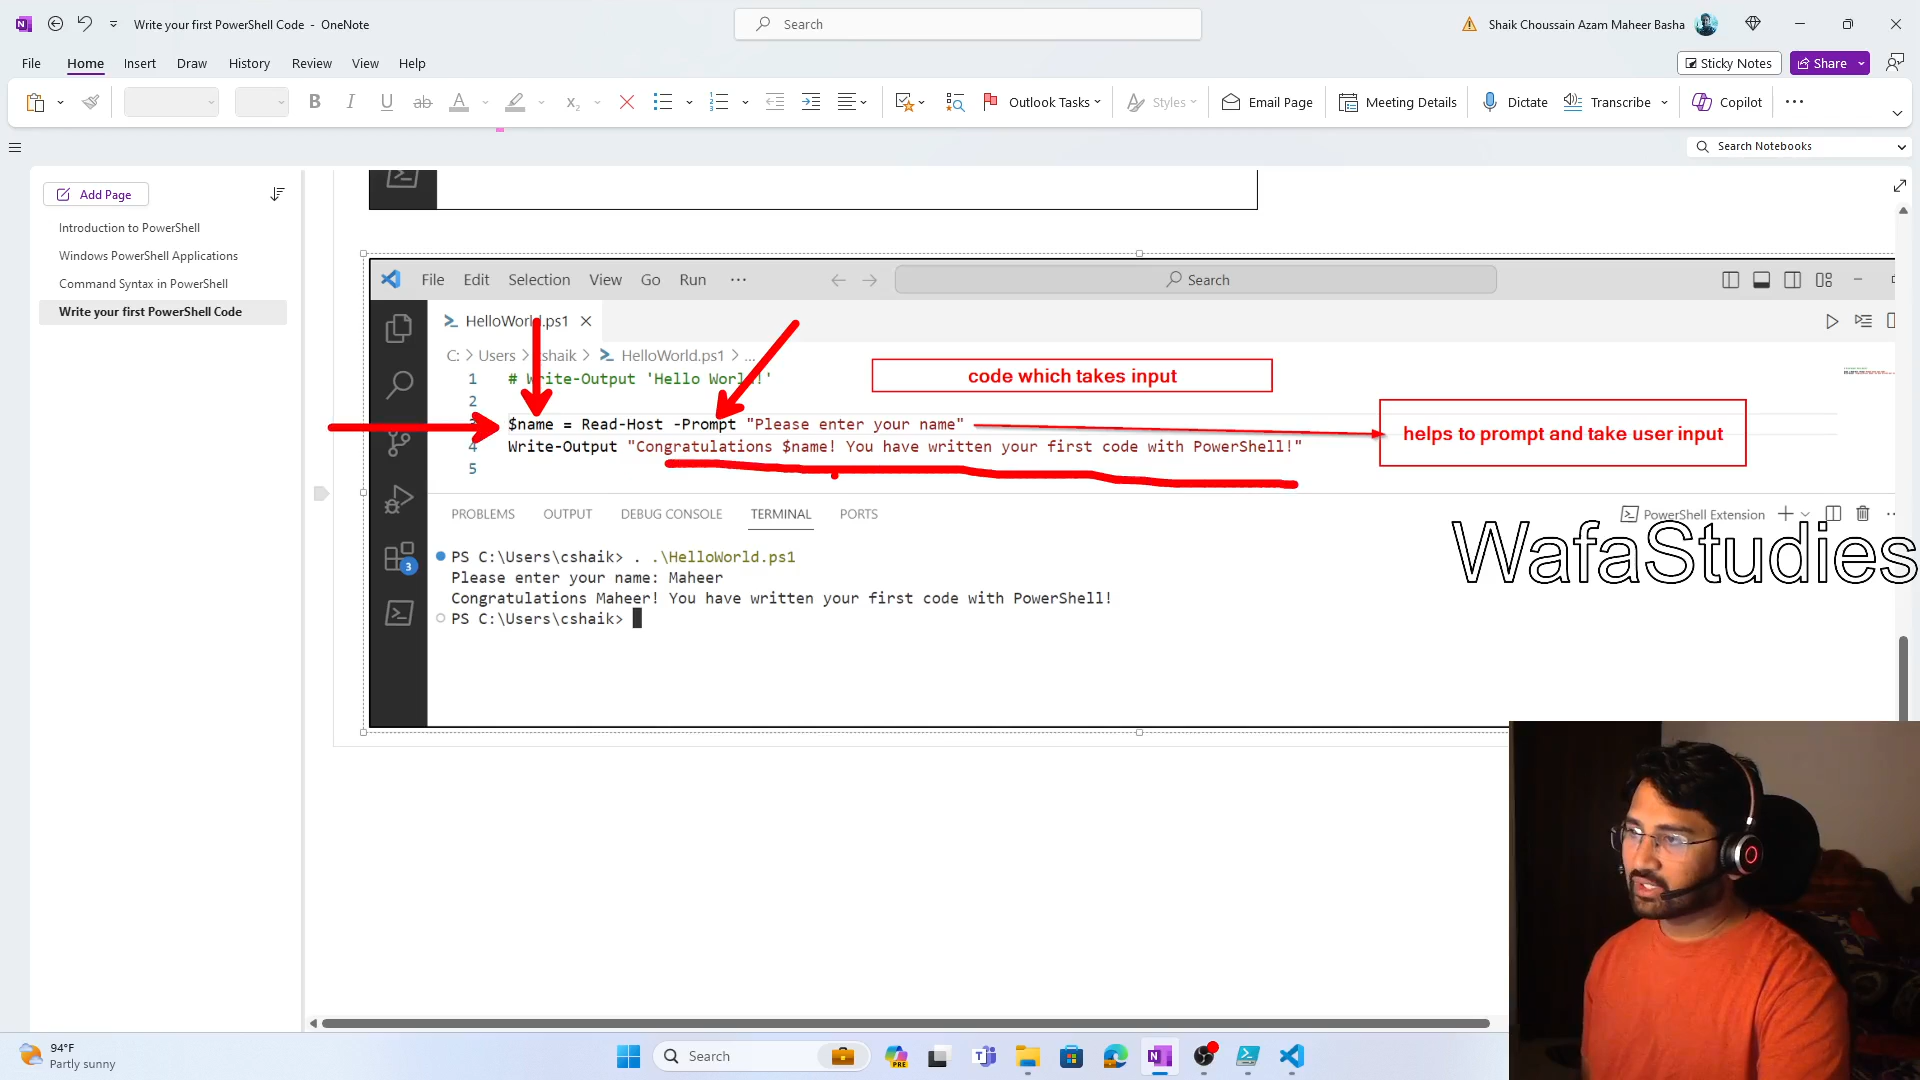 Write your first PowerShell Code - OneNote
Search
Shaik Choussain Azam Maheer Basha
File Home Insert Draw History Review View Help
Sticky Notes
Share
B I U ab A x₂
Outlook Tasks
Styles
Email Page
Meeting Details
Dictate
Transcribe
Copilot
Search Notebooks
Add Page
Introduction to PowerShell
Windows PowerShell Applications
Command Syntax in PowerShell
Write your first PowerShell Code
File Edit Selection View Go Run ...
Search
HelloWorld.ps1
C: > Users > cshaik > HelloWorld.ps1 > ...
1 # Write-Output 'Hello World!'
code which takes input
2
3 $name = Read-Host -Prompt "Please enter your name"
helps to prompt and take user input
4 Write-Output "Congratulations $name! You have written your first code with PowerShell!"
5
PROBLEMS OUTPUT DEBUG CONSOLE TERMINAL PORTS
PowerShell Extension
WafaStudies
3
PS C:\Users\cshaik> . .\HelloWorld.ps1
Please enter your name: Maheer
Congratulations Maheer! You have written your first code with PowerShell!
PS C:\Users\cshaik>
94°F
Partly sunny
Search
PRE